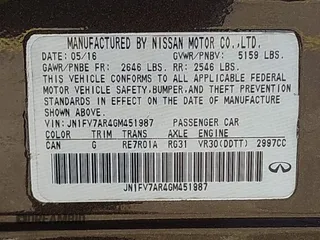 MANUFACTURED BY NISSAN MOTOR CO.,LTD.
DATE: 05/16 GVWR/PNBV: 5159 LBS.
GAWR/PNBE FR: 2646 LBS. RR: 2546 LBS.
THIS VEHICLE CONFORMS TO ALL APPLICABLE FEDERAL
MOTOR VEHICLE SAFETY, BUMPER, AND THEFT PREVENTION
STANDARDS IN EFFECT ON THE DATE OF MANUFACTURE
SHOWN ABOVE.
VIN: JN1FV7AR4GM451987 PASSENGER CAR
COUNTRY COLOR TRIM TRANS. AXLE ENGINE
CAN G RE7R01A RG31 VR30(DDTT) 2997CC
JN1FV7AR4GM451987